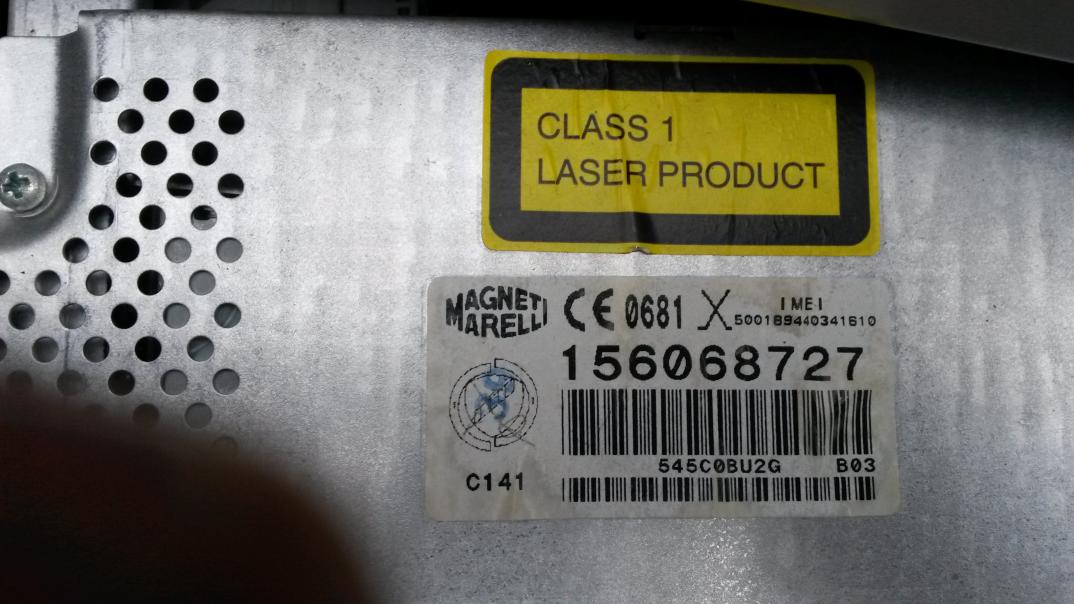 CLASS 1
LASER PRODUCT
MAGNETI
MARELLI
CE 0681 X
IMEI
500189440341610
156068727
545C0BU2G B03
C141